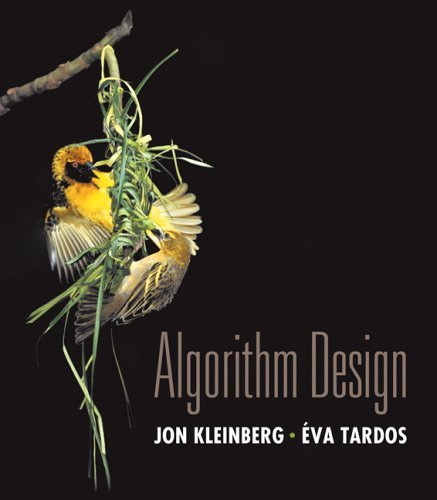 Algorithm Design
JON KLEINBERG • ÉVA TARDOS